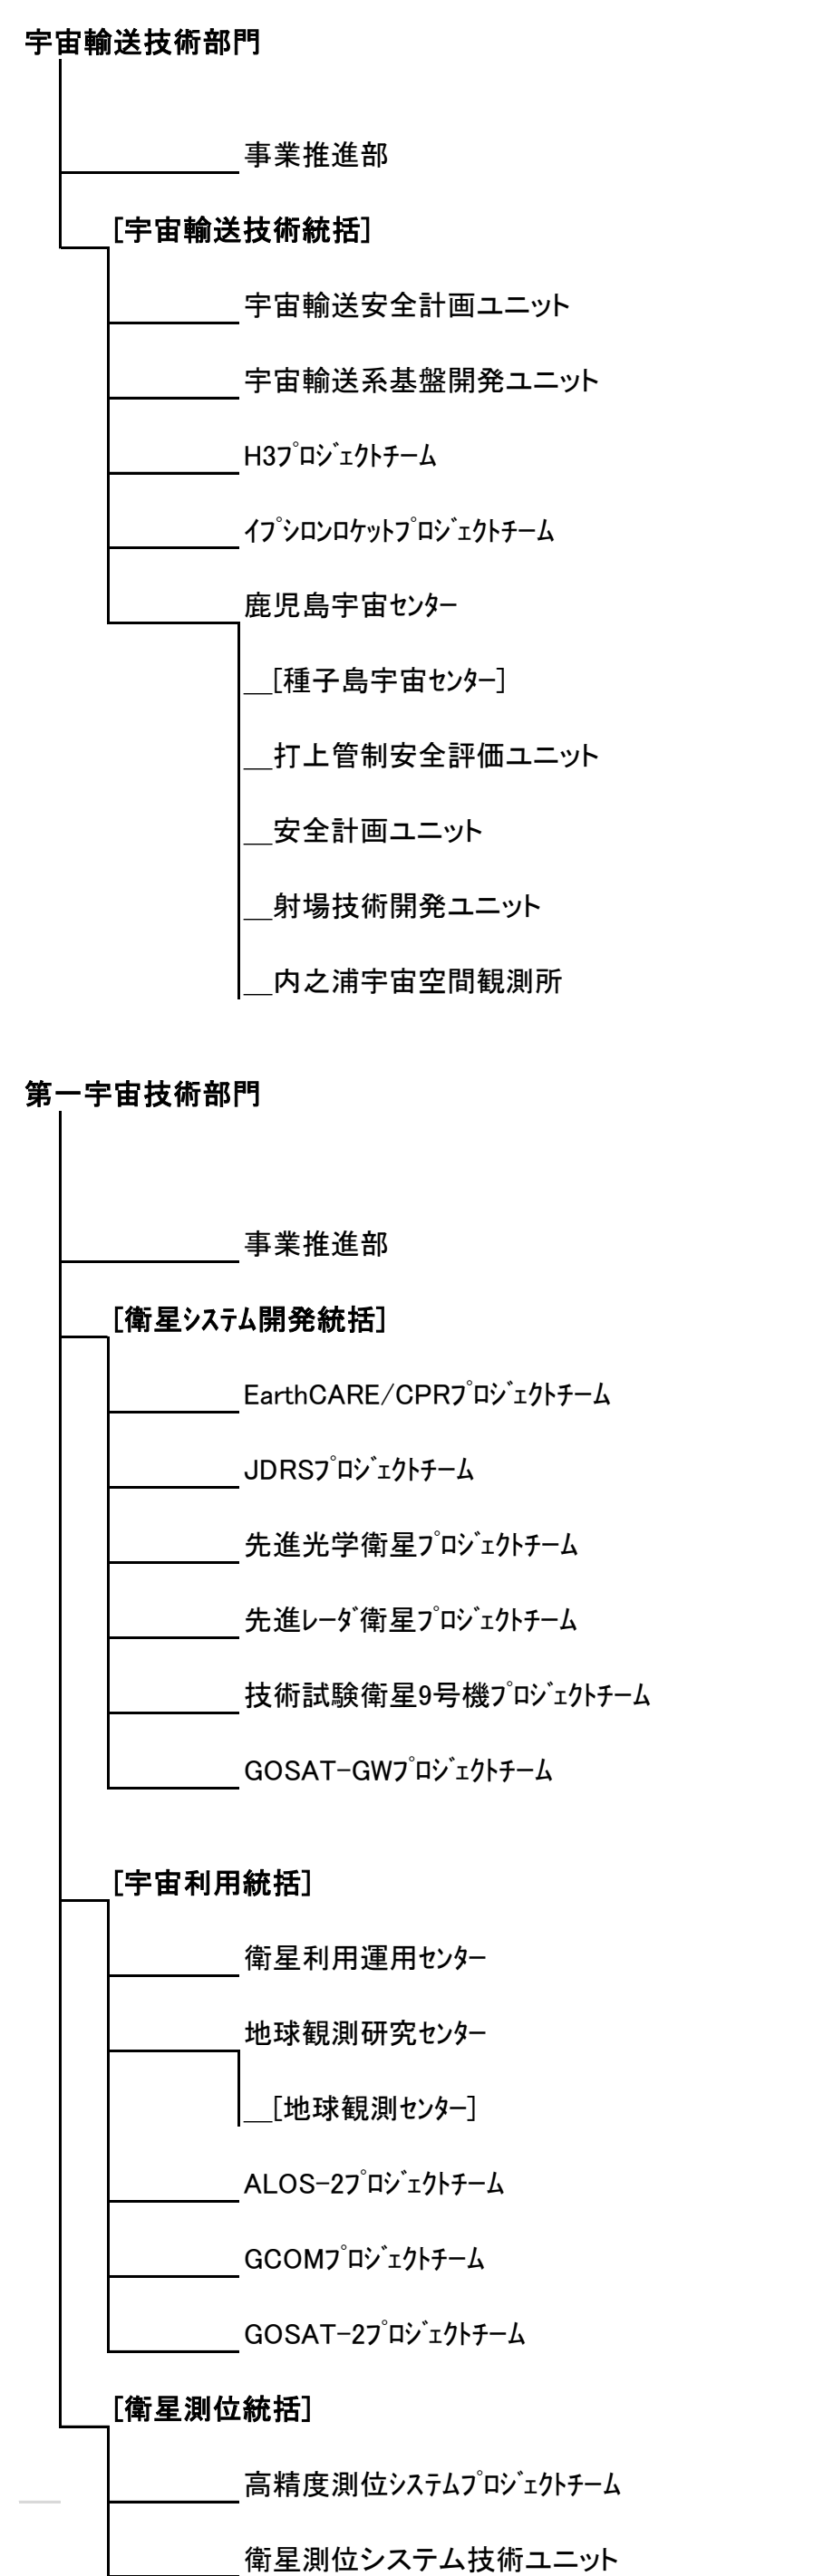 宇宙輸送技術部門
事業推進部
[宇宙輸送技術統括]
宇宙輸送安全計画ユニット
宇宙輸送系基盤開発ユニット
H3ﾌﾟﾛｼﾞｪｸﾄﾁｰﾑ
ｲﾌﾟｼﾛﾝﾛｹｯﾄﾌﾟﾛｼﾞｪｸﾄﾁｰﾑ
鹿児島宇宙ｾﾝﾀｰ
__[種子島宇宙ｾﾝﾀｰ]
__打上管制安全評価ユニット
__安全計画ユニット
__射場技術開発ユニット
__内之浦宇宙空間観測所
第一宇宙技術部門
事業推進部
[衛星ｼｽﾃﾑ開発統括]
EarthCARE/CPRﾌﾟﾛｼﾞｪｸﾄﾁｰﾑ
JDRSﾌﾟﾛｼﾞｪｸﾄﾁｰﾑ
先進光学衛星ﾌﾟﾛｼﾞｪｸﾄﾁｰﾑ
先進ﾚｰﾀﾞ衛星ﾌﾟﾛｼﾞｪｸﾄﾁｰﾑ
技術試験衛星9号機ﾌﾟﾛｼﾞｪｸﾄﾁｰﾑ
GOSAT-GWﾌﾟﾛｼﾞｪｸﾄﾁｰﾑ
[宇宙利用統括]
衛星利用運用ｾﾝﾀｰ
地球観測研究ｾﾝﾀｰ
__[地球観測ｾﾝﾀｰ]
ALOS-2ﾌﾟﾛｼﾞｪｸﾄﾁｰﾑ
GCOMﾌﾟﾛｼﾞｪｸﾄﾁｰﾑ
GOSAT-2ﾌﾟﾛｼﾞｪｸﾄﾁｰﾑ
[衛星測位統括]
高精度測位ｼｽﾃﾑﾌﾟﾛｼﾞｪｸﾄﾁｰﾑ
衛星測位システム技術ユニット